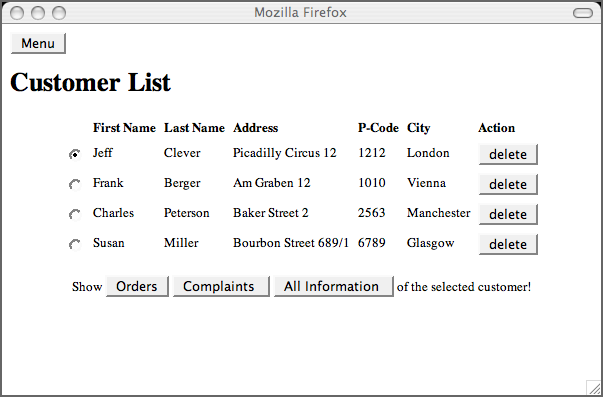 Mozilla Firefox
Menu
Customer List
First Name Last Name Address P-Code City Action
Jeff Clever Picadilly Circus 12 1212 London delete
Frank Berger Am Graben 12 1010 Vienna delete
Charles Peterson Baker Street 2 2563 Manchester delete
Susan Miller Bourbon Street 689/1 6789 Glasgow delete
Show Orders Complaints All Information of the selected customer!